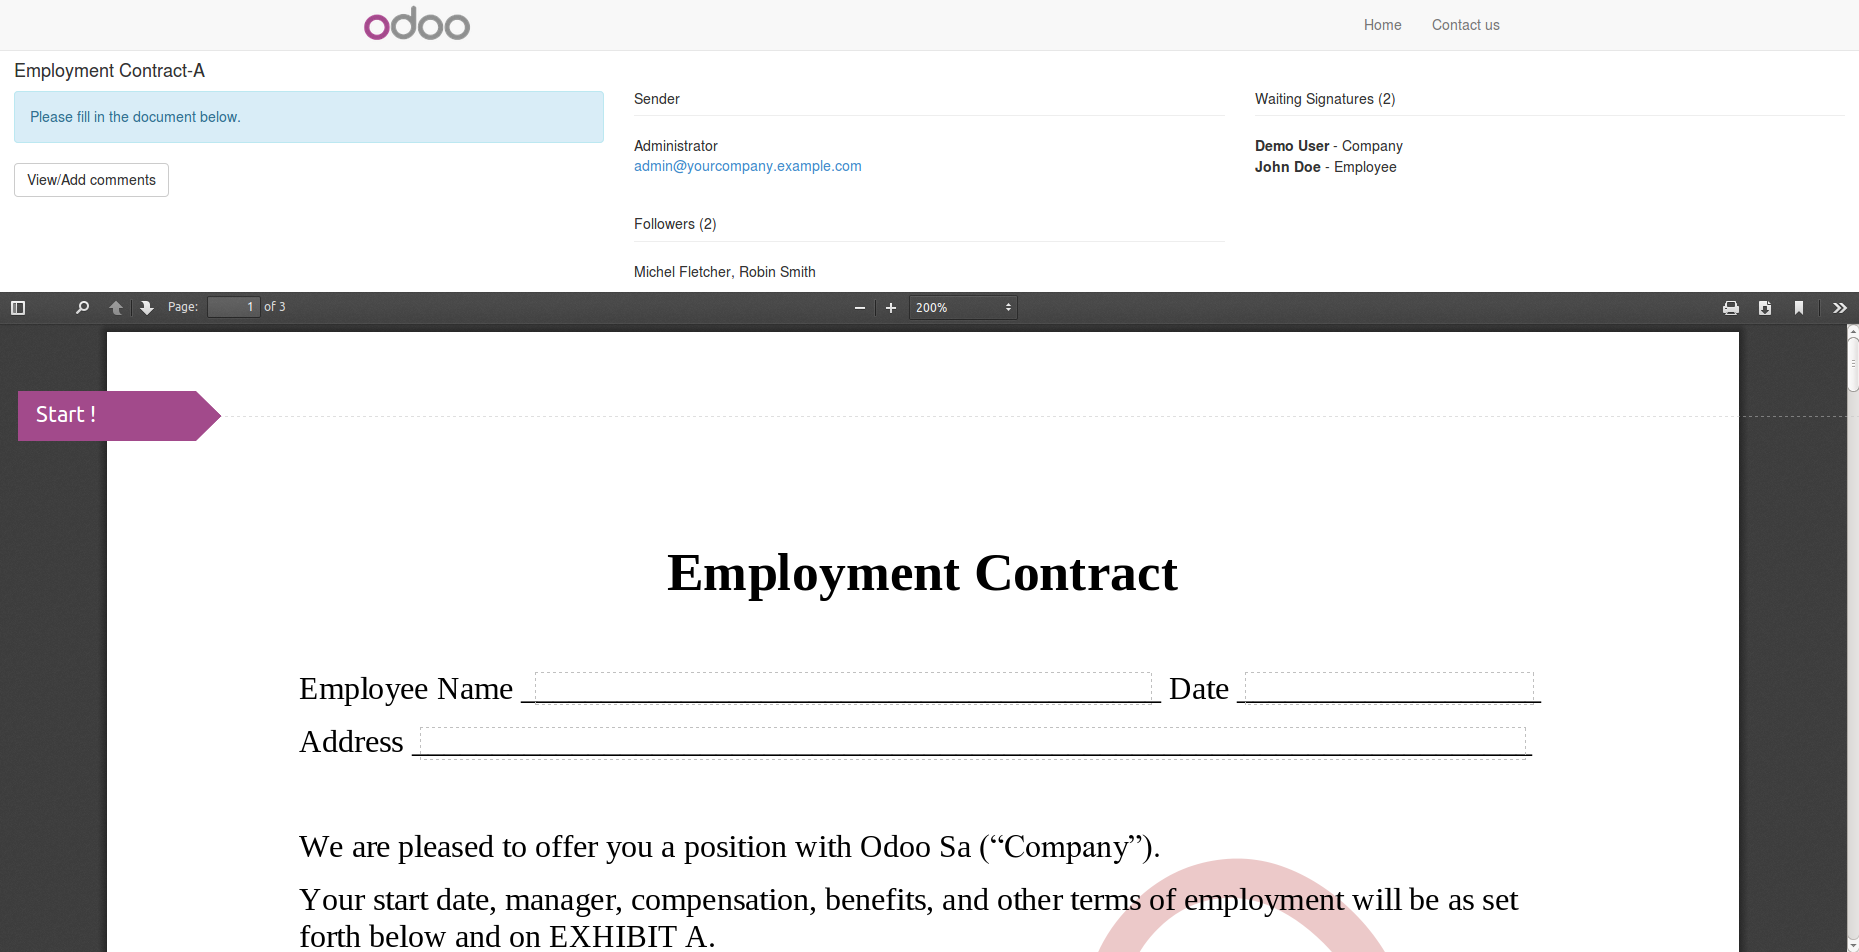 odoo
Home
Contact us
Employment Contract-A
Please fill in the document below.
View/Add comments
Sender
Administrator
admin@yourcompany.example.com
Followers (2)
Michel Fletcher, Robin Smith
Waiting Signatures (2)
Demo User - Company
John Doe - Employee
Page: 1 of 3
200%
Start !
Employment Contract
Employee Name Date
Address
We are pleased to offer you a position with Odoo Sa (“Company”).
Your start date, manager, compensation, benefits, and other terms of employment will be as set
forth below and on EXHIBIT A.